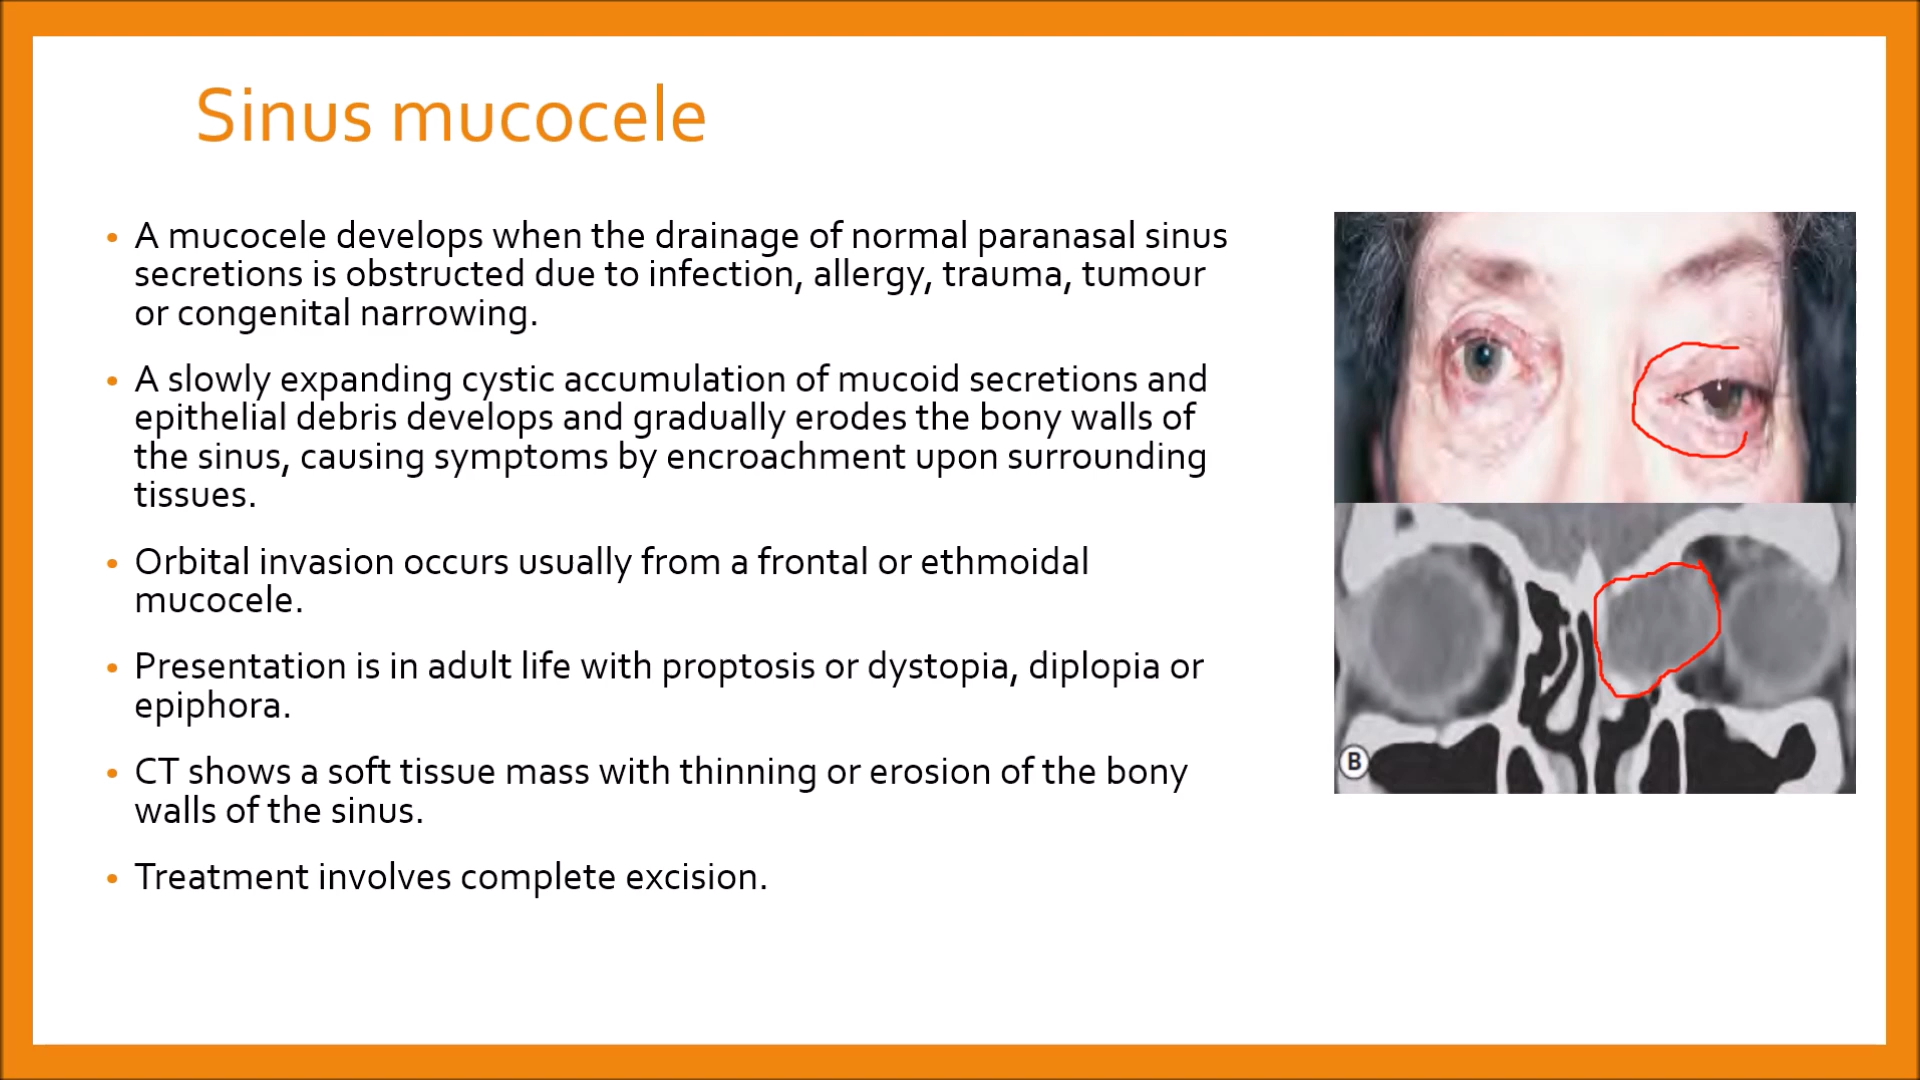 Sinus mucocele
• A mucocele develops when the drainage of normal paranasal sinus
secretions is obstructed due to infection, allergy, trauma, tumour
or congenital narrowing.
• A slowly expanding cystic accumulation of mucoid secretions and
epithelial debris develops and gradually erodes the bony walls of
the sinus, causing symptoms by encroachment upon surrounding
tissues.
• Orbital invasion occurs usually from a frontal or ethmoidal
mucocele.
• Presentation is in adult life with proptosis or dystopia, diplopia or
epiphora.
• CT shows a soft tissue mass with thinning or erosion of the bony
walls of the sinus.
• Treatment involves complete excision.
B